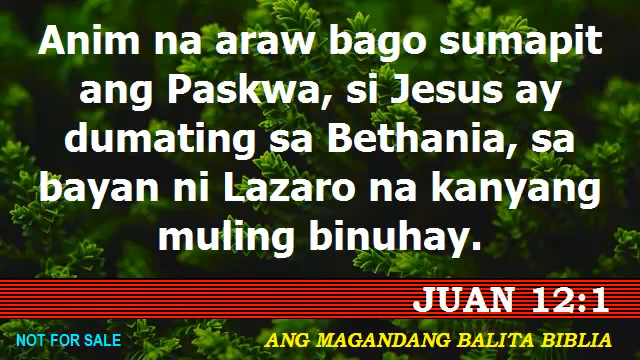 Anim na araw bago sumapit
ang Paskwa, si Jesus ay
dumating sa Bethania, sa
bayan ni Lazaro na kanyang
muling binuhay.
JUAN 12:1
NOT FOR SALE
ANG MAGANDANG BALITA BIBLIA